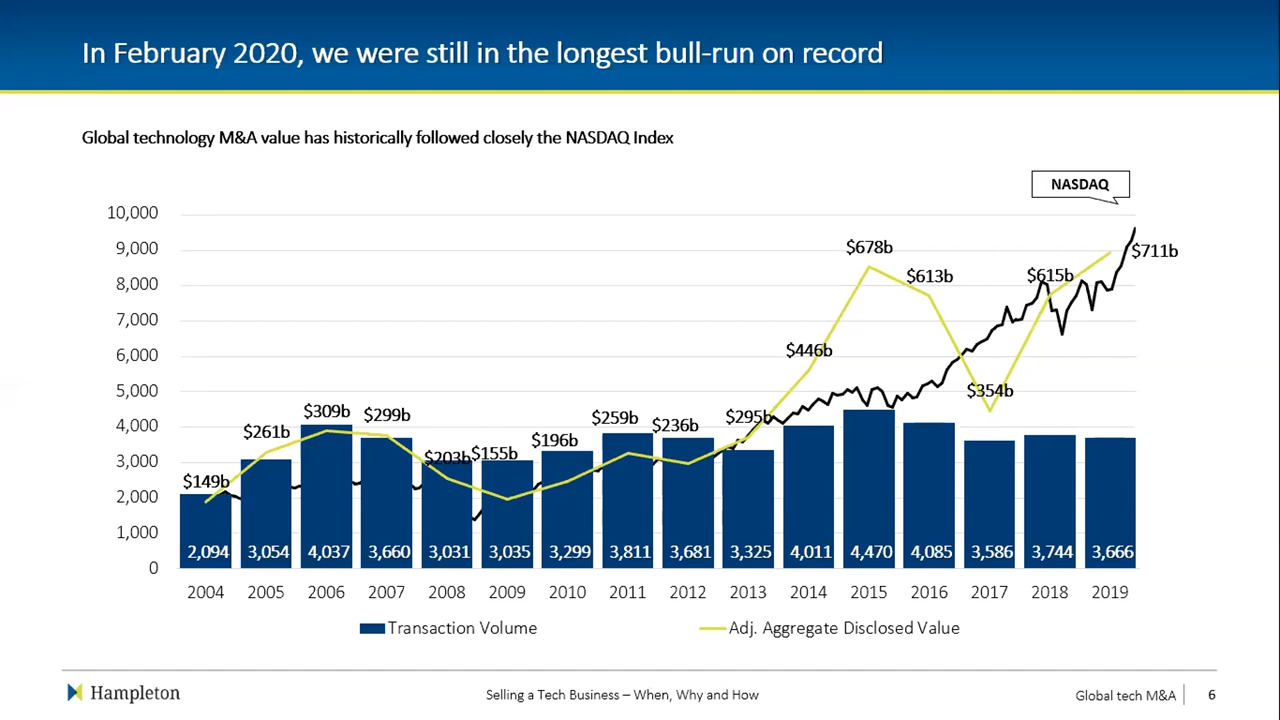 In February 2020, we were still in the longest bull-run on record
Global technology M&A value has historically followed closely the NASDAQ Index
NASDAQ
10,000
9,000
8,000
7,000
6,000
5,000
4,000
3,000
2,000
1,000
0
$149b
$261b
$309b
$299b
$203b
$155b
$196b
$259b
$236b
$295b
$446b
$678b
$613b
$354b
$615b
$711b
2,094 3,054 4,037 3,660 3,031 3,035 3,299 3,811 3,681 3,325 4,011 4,470 4,085 3,586 3,744 3,666
2004 2005 2006 2007 2008 2009 2010 2011 2012 2013 2014 2015 2016 2017 2018 2019
Transaction Volume Adj. Aggregate Disclosed Value
Hampleton Selling a Tech Business – When, Why and How Global tech M&A 6